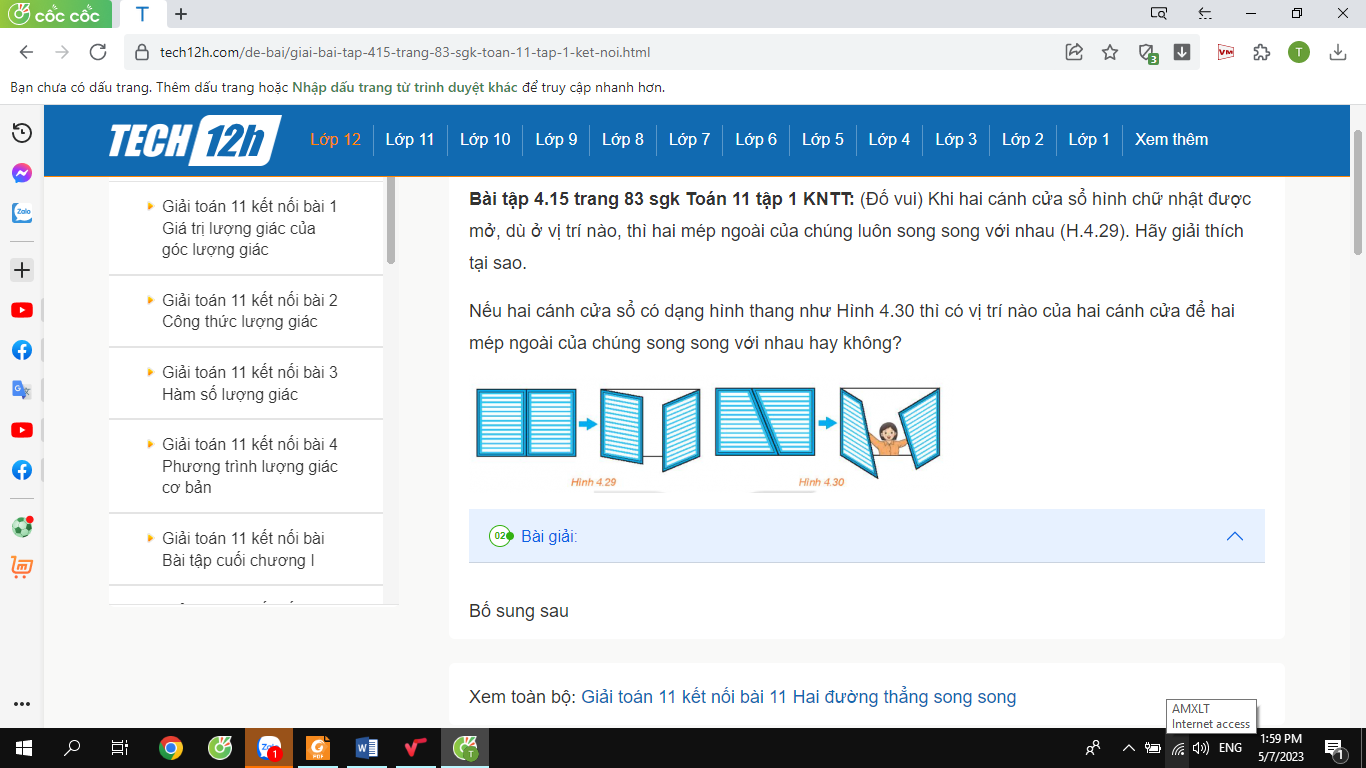 cốc cốc
T
tech12h.com/de-bai/giai-bai-tap-415-trang-83-sgk-toan-11-tap-1-ket-noi.html
3
VM
T
Bạn chưa có dấu trang. Thêm dấu trang hoặc Nhập dấu trang từ trình duyệt khác để truy cập nhanh hơn.
TECH 12h
Lớp 12 Lớp 11 Lớp 10 Lớp 9 Lớp 8 Lớp 7 Lớp 6 Lớp 5 Lớp 4 Lớp 3 Lớp 2 Lớp 1 Xem thêm
Zalo
Giải toán 11 kết nối bài 1
Giá trị lượng giác của
góc lượng giác
Giải toán 11 kết nối bài 2
Công thức lượng giác
Giải toán 11 kết nối bài 3
Hàm số lượng giác
Giải toán 11 kết nối bài 4
Phương trình lượng giác
cơ bản
Giải toán 11 kết nối bài
Bài tập cuối chương I
Bài tập 4.15 trang 83 sgk Toán 11 tập 1 KNTT: (Đố vui) Khi hai cánh cửa sổ hình chữ nhật được
mở, dù ở vị trí nào, thì hai mép ngoài của chúng luôn song song với nhau (H.4.29). Hãy giải thích
tại sao.
Nếu hai cánh cửa sổ có dạng hình thang như Hình 4.30 thì có vị trí nào của hai cánh cửa để hai
mép ngoài của chúng song song với nhau hay không?
Hình 4.29
Hình 4.30
02
Bài giải:
Bổ sung sau
Xem toàn bộ: Giải toán 11 kết nối bài 11 Hai đường thẳng song song
AMXLT
Internet access
Zalo
1
PDF
W
T
ENG
1:59 PM
5/7/2023
1